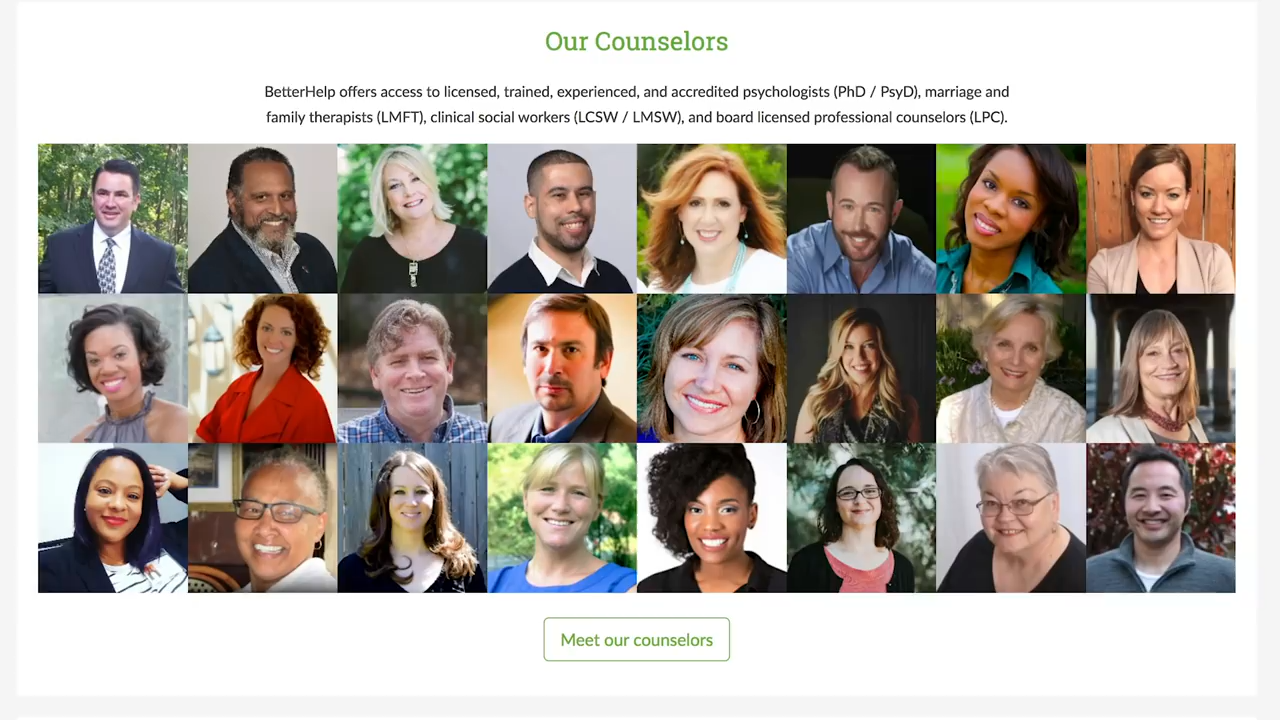 Our Counselors
BetterHelp offers access to licensed, trained, experienced, and accredited psychologists (PhD / PsyD), marriage and
family therapists (LMFT), clinical social workers (LCSW / LMSW), and board licensed professional counselors (LPC).
Meet our counselors